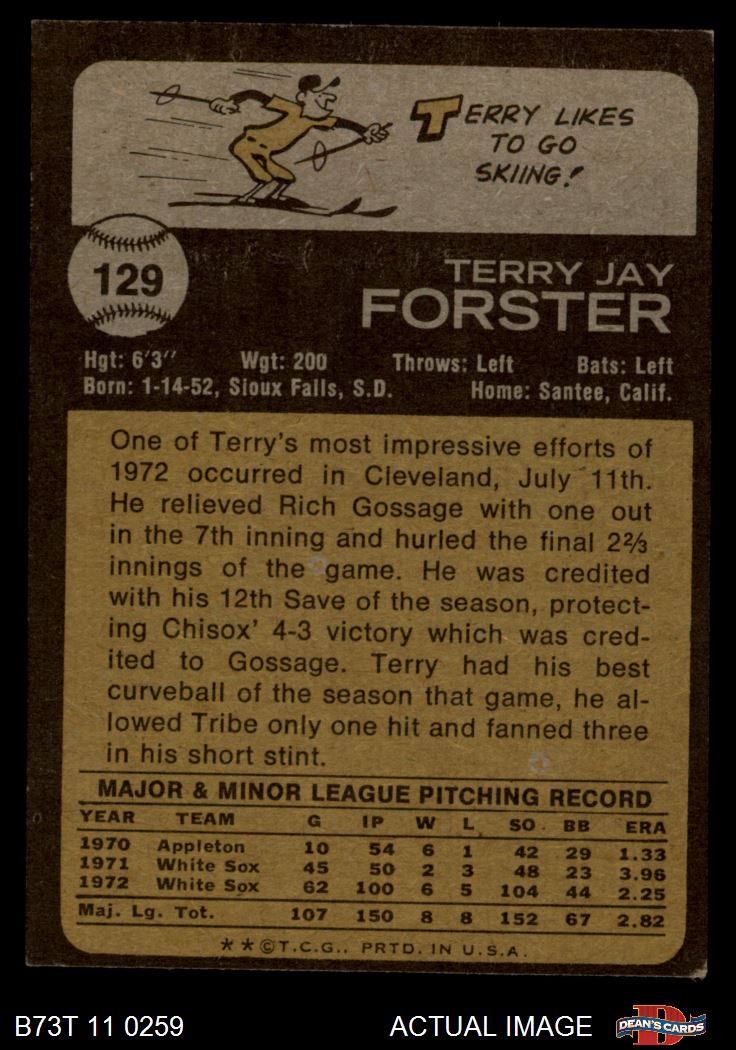 TERRY LIKES
TO GO
SKIING!
129
TERRY JAY
FORSTER
Hgt: 6'3" Wgt: 200 Throws: Left Bats: Left
Born: 1-14-52, Sioux Falls, S.D. Home: Santee, Calif.
One of Terry's most impressive efforts of
1972 occurred in Cleveland, July 11th.
He relieved Rich Gossage with one out
in the 7th inning and hurled the final 2⅔
innings of the game. He was credited
with his 12th Save of the season, protect-
ing Chisox' 4-3 victory which was cred-
ited to Gossage. Terry had his best
curveball of the season that game, he al-
lowed Tribe only one hit and fanned three
in his short stint.
MAJOR & MINOR LEAGUE PITCHING RECORD
YEAR TEAM G IP W L SO BB ERA
1970 Appleton 10 54 6 1 42 29 1.33
1971 White Sox 45 50 2 3 48 23 3.96
1972 White Sox 62 100 6 5 104 44 2.25
Maj. Lg. Tot. 107 150 8 8 152 67 2.82
**©T.C.G., PRTD. IN U.S.A.
B73T 11 0259 ACTUAL IMAGE D DEAN'S CARDS